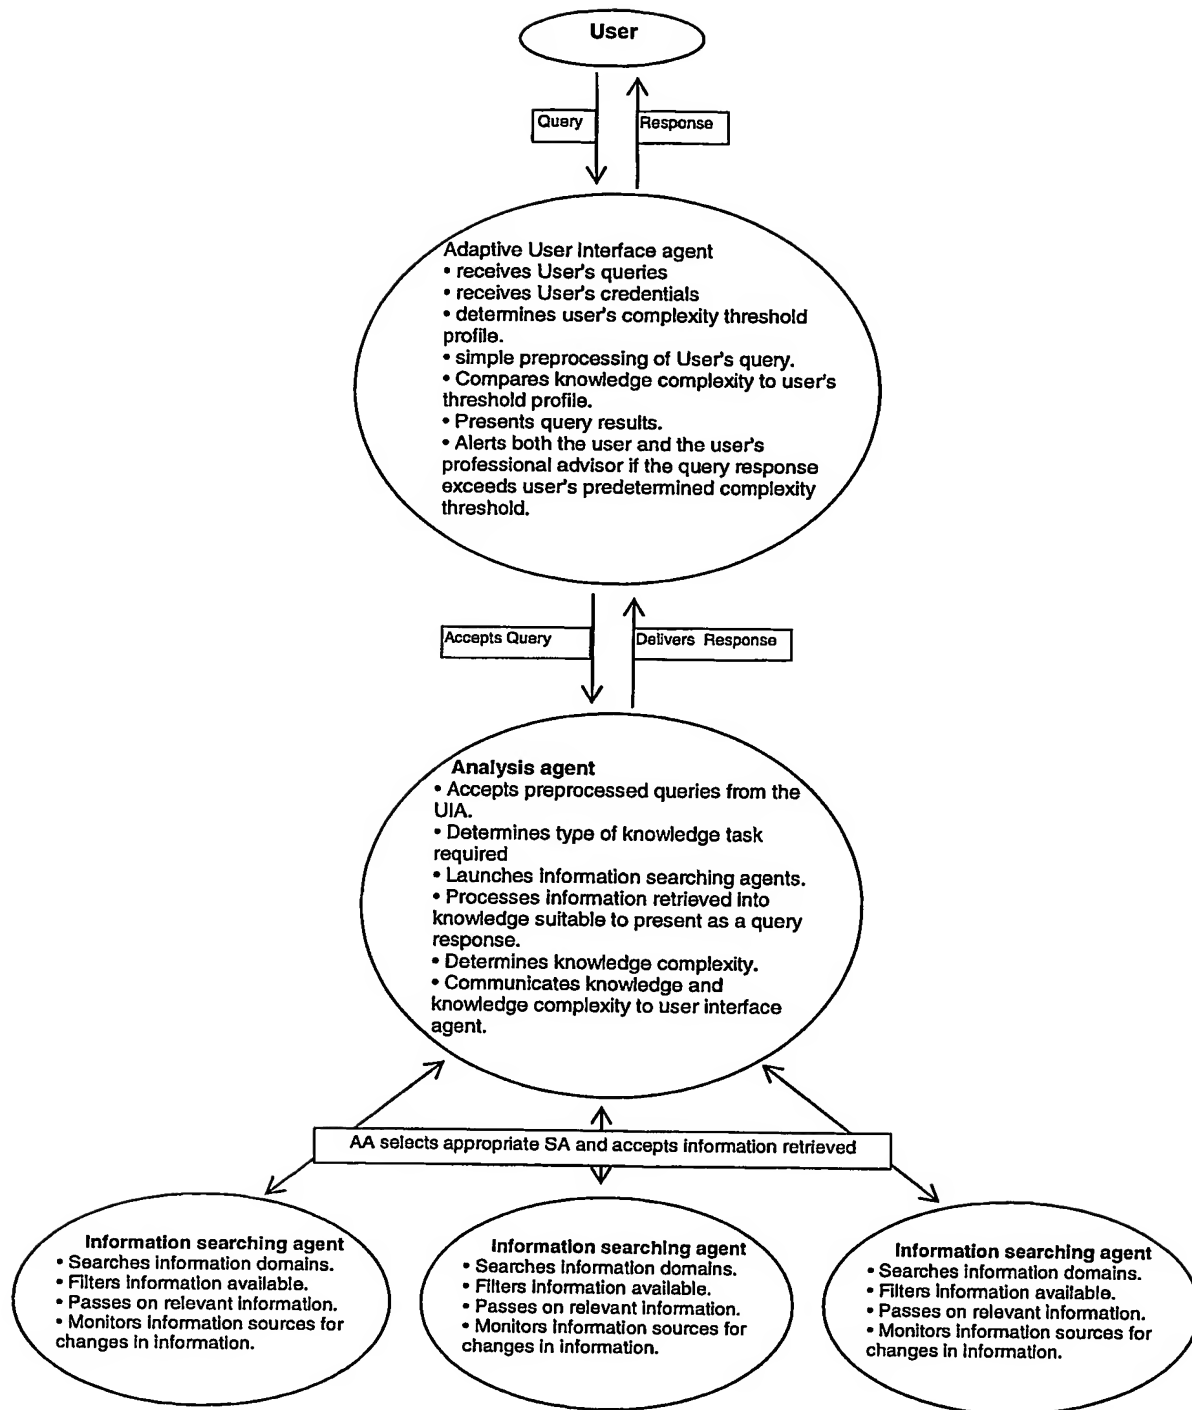 User
Query
Response
Adaptive User Interface agent
• receives User's queries
• receives User's credentials
• determines user's complexity threshold
profile.
• simple preprocessing of User's query.
• Compares knowledge complexity to user's
threshold profile.
• Presents query results.
• Alerts both the user and the user's
professional advisor if the query response
exceeds user's predetermined complexity
threshold.
Accepts Query
Delivers Response
Analysis agent
• Accepts preprocessed queries from the
UIA.
• Determines type of knowledge task
required
• Launches information searching agents.
• Processes information retrieved into
knowledge suitable to present as a query
response.
• Determines knowledge complexity.
• Communicates knowledge and
knowledge complexity to user interface
agent.
AA selects appropriate SA and accepts information retrieved
Information searching agent
• Searches information domains.
• Filters information available.
• Passes on relevant information.
• Monitors information sources for
changes in information.
Information searching agent
• Searches information domains.
• Filters information available.
• Passes on relevant information.
• Monitors information sources for
changes in information.
Information searching agent
• Searches information domains.
• Filters information available.
• Passes on relevant information.
• Monitors information sources for
changes in information.